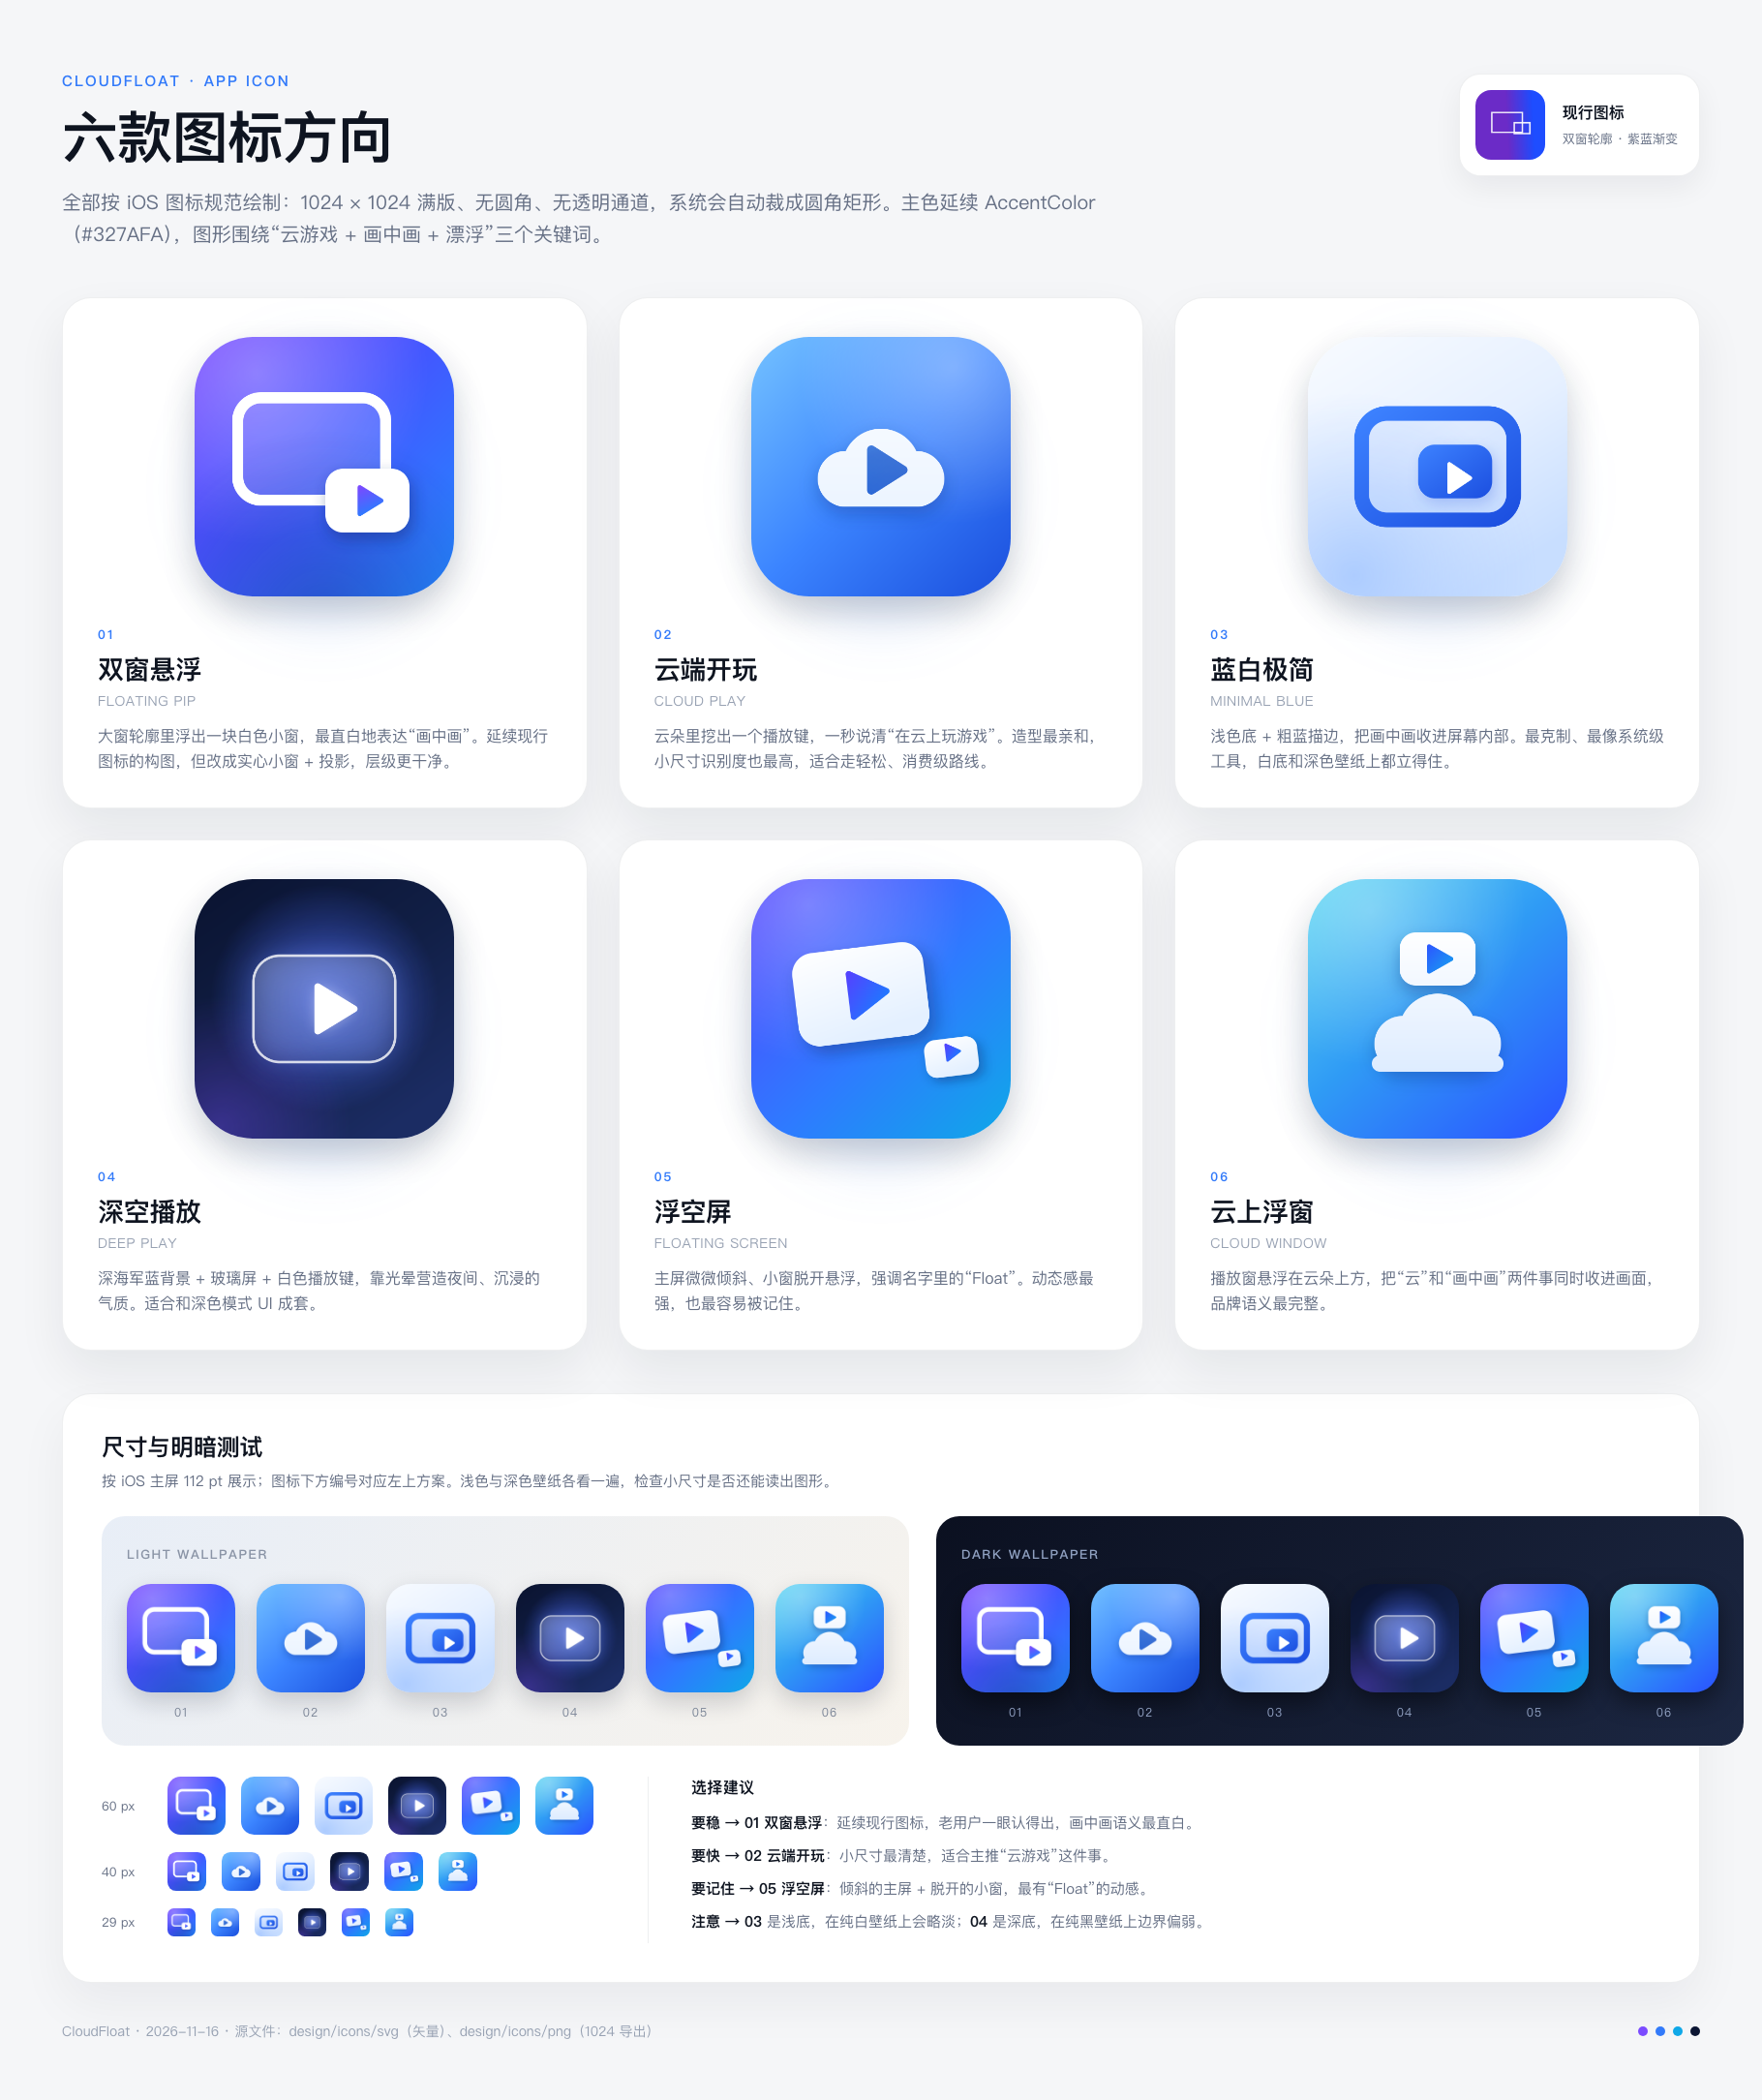 CLOUDFLOAT · APP ICON
六款图标方向
全部按 iOS 图标规范绘制：1024 × 1024 满版、无圆角、无透明通道，系统会自动裁成圆角矩形。主色延续 AccentColor
（#327AFA），图形围绕“云游戏 + 画中画 + 漂浮”三个关键词。
现行图标
双窗轮廓 · 紫蓝渐变
01
双窗悬浮
FLOATING PIP
大窗轮廓里浮出一块白色小窗，最直白地表达“画中画”。延续现行
图标的构图，但改成实心小窗 + 投影，层级更干净。
02
云端开玩
CLOUD PLAY
云朵里挖出一个播放键，一秒说清“在云上玩游戏”。造型最亲和，
小尺寸识别度也最高，适合走轻松、消费级路线。
03
蓝白极简
MINIMAL BLUE
浅色底 + 粗蓝描边，把画中画收进屏幕内部。最克制、最像系统级
工具，白底和深色壁纸上都立得住。
04
深空播放
DEEP PLAY
深海军蓝背景 + 玻璃屏 + 白色播放键，靠光晕营造夜间、沉浸的
气质。适合和深色模式 UI 成套。
05
浮空屏
FLOATING SCREEN
主屏微微倾斜、小窗脱开悬浮，强调名字里的“Float”。动态感最
强，也最容易被记住。
06
云上浮窗
CLOUD WINDOW
播放窗悬浮在云朵上方，把“云”和“画中画”两件事同时收进画面，
品牌语义最完整。
尺寸与明暗测试
按 iOS 主屏 112 pt 展示；图标下方编号对应左上方案。浅色与深色壁纸各看一遍，检查小尺寸是否还能读出图形。
LIGHT WALLPAPER
01 02 03 04 05 06
DARK WALLPAPER
01 02 03 04 05 06
60 px
40 px
29 px
选择建议
要稳 → 01 双窗悬浮：延续现行图标，老用户一眼认得出，画中画语义最直白。
要快 → 02 云端开玩：小尺寸最清楚，适合主推“云游戏”这件事。
要记住 → 05 浮空屏：倾斜的主屏 + 脱开的小窗，最有“Float”的动感。
注意 → 03 是浅底，在纯白壁纸上会略淡；04 是深底，在纯黑壁纸上边界偏弱。
CloudFloat · 2026-11-16 · 源文件：design/icons/svg（矢量）、design/icons/png（1024 导出）